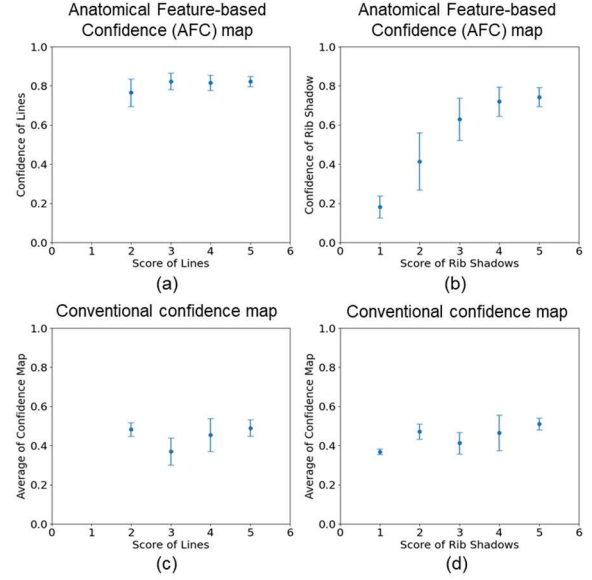 Anatomical Feature-based
Confidence (AFC) map
1.0
0.8
0.6
0.4
0.2
0.0
Confidence of Lines
0 1 2 3 4 5 6
Score of Lines
(a)
Anatomical Feature-based
Confidence (AFC) map
1.0
0.8
0.6
0.4
0.2
0.0
Confidence of Rib Shadow
0 1 2 3 4 5 6
Score of Rib Shadows
(b)
Conventional confidence map
1.0
0.8
0.6
0.4
0.2
0.0
Average of Confidence Map
0 1 2 3 4 5 6
Score of Lines
(c)
Conventional confidence map
1.0
0.8
0.6
0.4
0.2
0.0
Average of Confidence Map
0 1 2 3 4 5 6
Score of Rib Shadows
(d)